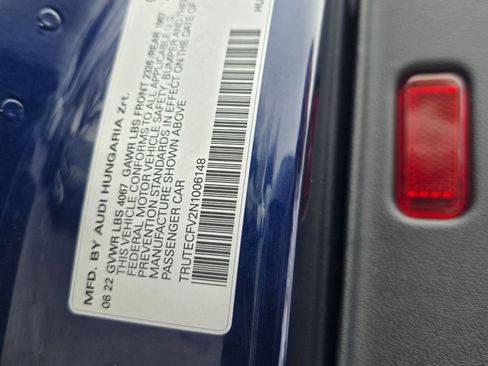 MFD. BY AUDI HUNGARIA Zrt.
06 22 GVWR LBS 4067 GAWR LBS FRONT 2326 /REAR 1907
THIS VEHICLE CONFORMS TO ALL APPLICABLE U.S.
FEDERAL MOTOR VEHICLE SAFETY, BUMPER AND THEFT
PREVENTION STANDARDS IN EFFECT ON THE DATE OF
MANUFACTURE SHOWN ABOVE
PASSENGER CAR
TRUTECFV2N1006148
HU